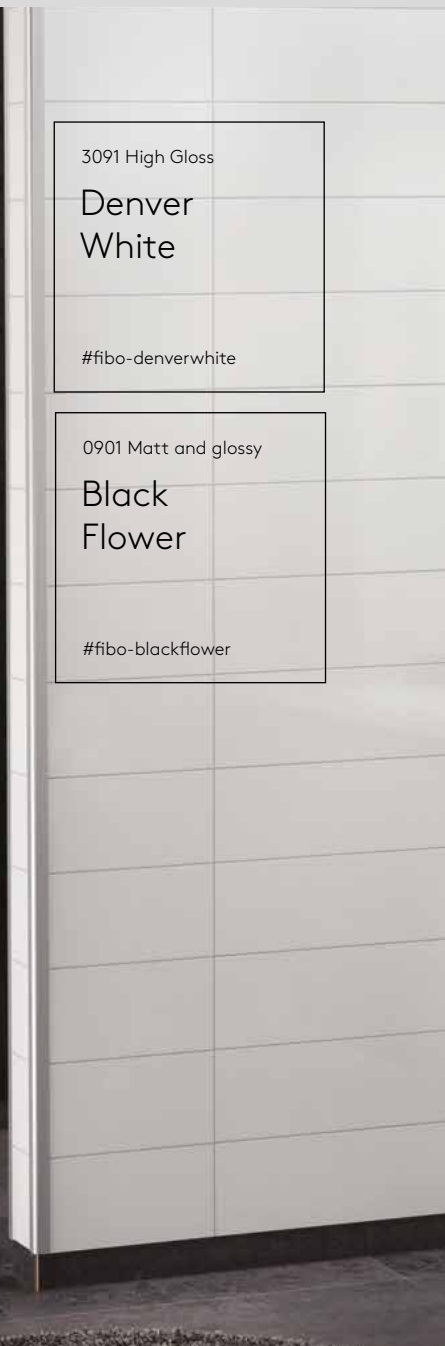 3091 High Gloss
Denver
White
#fibo-denverwhite
0901 Matt and glossy
Black
Flower
#fibo-blackflower